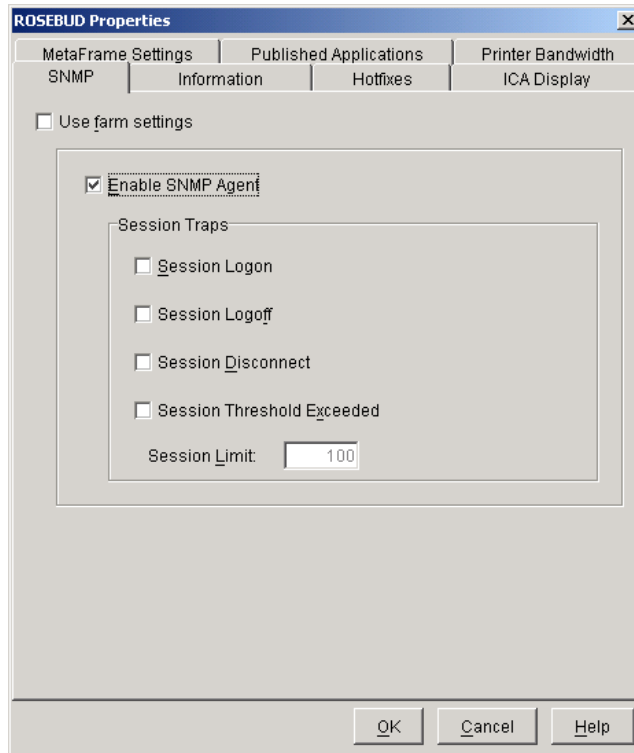 ROSEBUD Properties
MetaFrame Settings
Published Applications
Printer Bandwidth
SNMP
Information
Hotfixes
ICA Display
Use farm settings
Enable SNMP Agent
Session Traps
Session Logon
Session Logoff
Session Disconnect
Session Threshold Exceeded
Session Limit: 100
OK
Cancel
Help